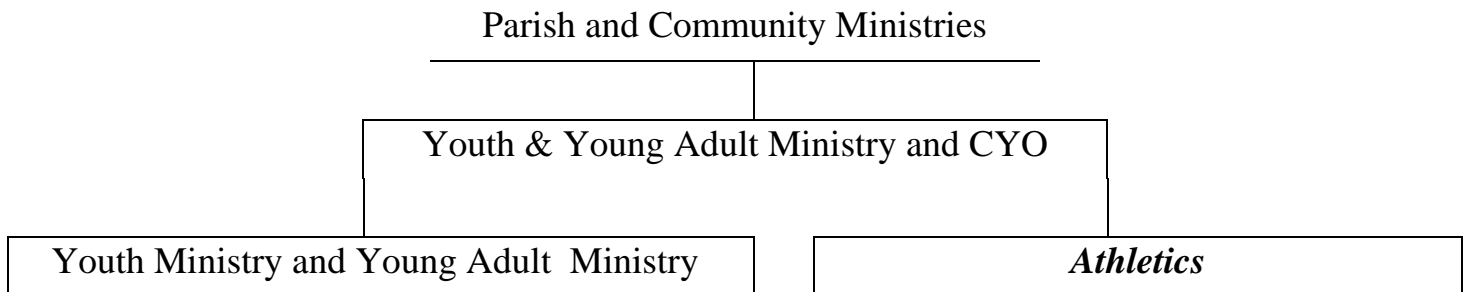 Parish and Community Ministries
Youth & Young Adult Ministry and CYO
Youth Ministry and Young Adult Ministry
Athletics